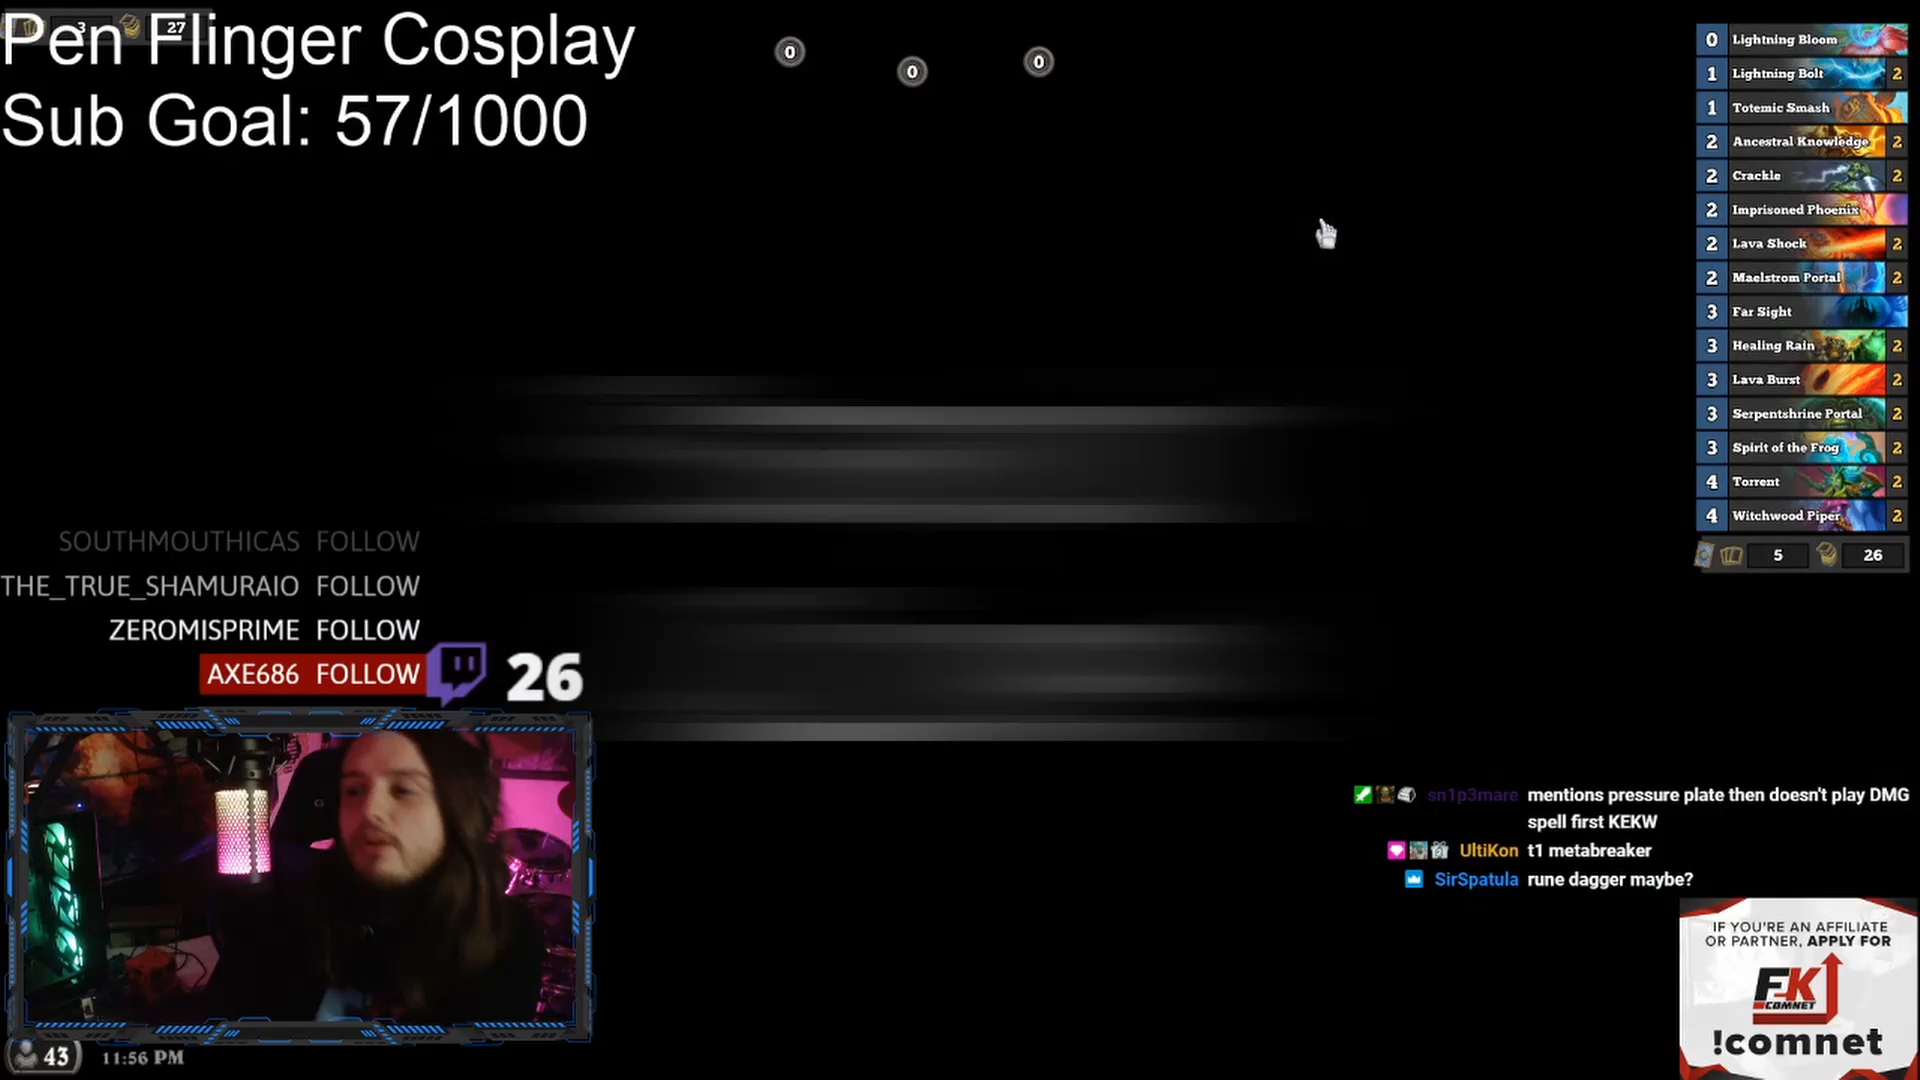 3 27
Pen Flinger Cosplay
Sub Goal: 57/1000
0 0 0
0 Lightning Bloom
1 Lightning Bolt 2
1 Totemic Smash
2 Ancestral Knowledge 2
2 Crackle 2
2 Imprisoned Phoenix
2 Lava Shock 2
2 Maelstrom Portal 2
3 Far Sight
3 Healing Rain 2
3 Lava Burst 2
3 Serpentshrine Portal 2
3 Spirit of the Frog 2
4 Torrent 2
4 Witchwood Piper 2
5 26
SOUTHMOUTHICAS FOLLOW
THE_TRUE_SHAMURAIO FOLLOW
ZEROMISPRIME FOLLOW
AXE686 FOLLOW
26
sn1p3mare mentions pressure plate then doesn't play DMG
spell first KEKW
UltiKon t1 metabreaker
SirSpatula rune dagger maybe?
IF YOU'RE AN AFFILIATE
OR PARTNER, APPLY FOR
FK
COMNET
!comnet
43 11:56 PM